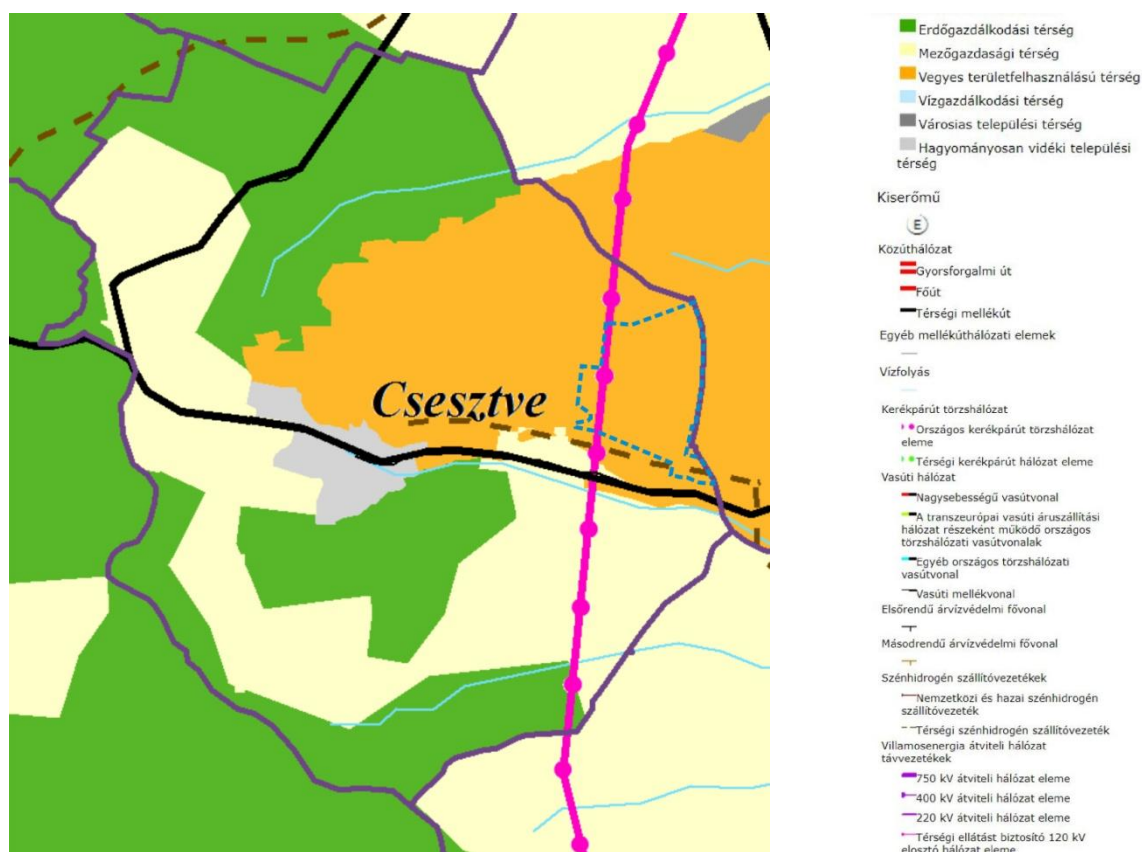 Csesztve
Erdőgazdálkodási térség
Mezőgazdasági térség
Vegyes területfelhasználású térség
Vízgazdálkodási térség
Városias települési térség
Hagyományosan vidéki települési
térség
Kiserőmű
E
Közúthálózat
Gyorsforgalmi út
Főút
Térségi mellékút
Egyéb mellékúthálózati elemek
Vízfolyás
Kerékpárút törzshálózat
Országos kerékpárút törzshálózat
eleme
Térségi kerékpárút hálózat eleme
Vasúti hálózat
Nagysebességű vasútvonal
A transzeurópai vasúti áruszállítási
hálózat részeként működő országos
törzshálózati vasútvonalak
Egyéb országos törzshálózati
vasútvonal
Vasúti mellékvonal
Elsőrendű árvízvédelmi fővonal
Másodrendű árvízvédelmi fővonal
Szénhidrogén szállítóvezetékek
Nemzetközi és hazai szénhidrogén
szállítóvezeték
Térségi szénhidrogén szállítóvezeték
Villamosenergia átviteli hálózat
távvezetékek
750 kV átviteli hálózat eleme
400 kV átviteli hálózat eleme
220 kV átviteli hálózat eleme
Térségi ellátást biztosító 120 kV
elosztó hálózat eleme